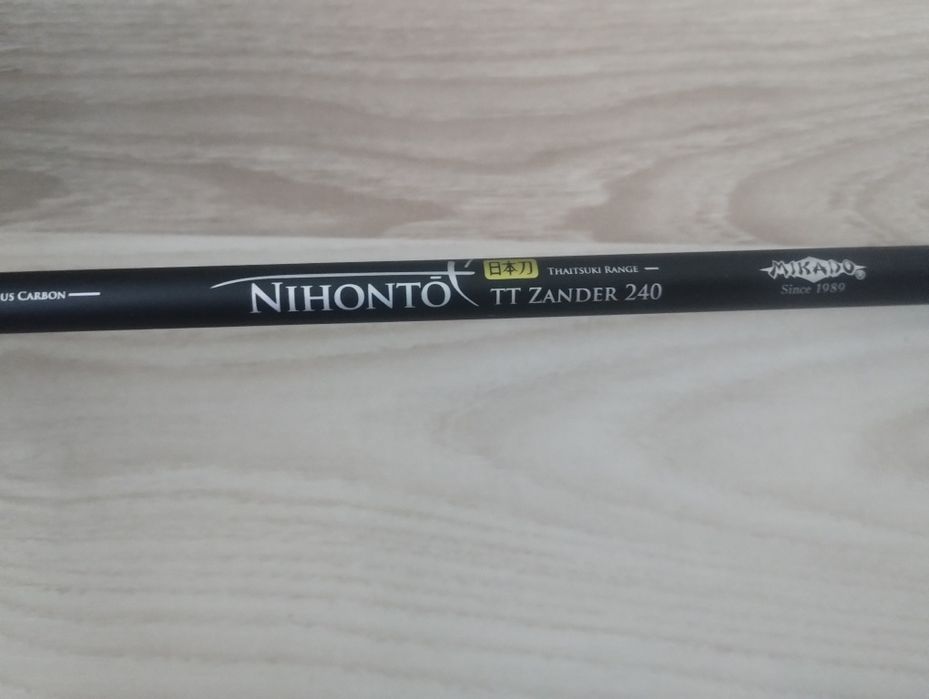 us Carbon
Nihontō 日本刀 Thaitsuki Range
TT Zander 240
MIKADO®
Since 1989